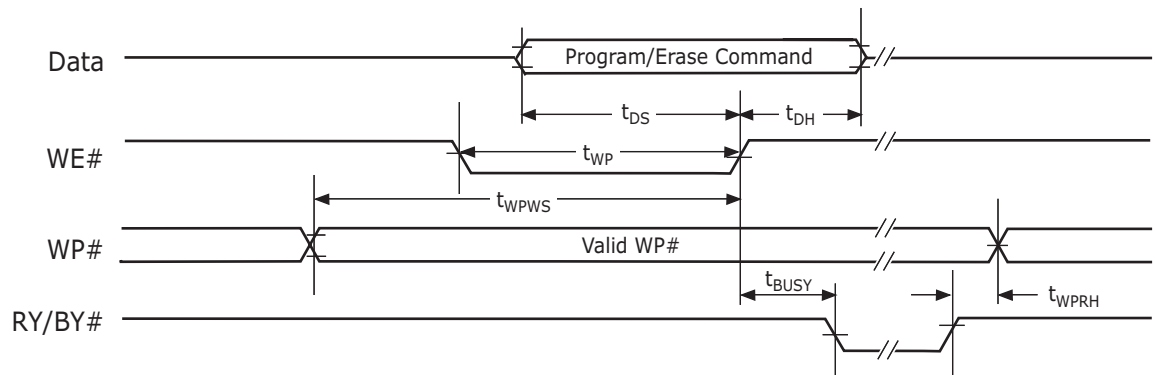 Data
Program/Erase Command
tDS
tDH
WE#
tWP
tWPWS
WP#
Valid WP#
tBUSY
tWPRH
RY/BY#